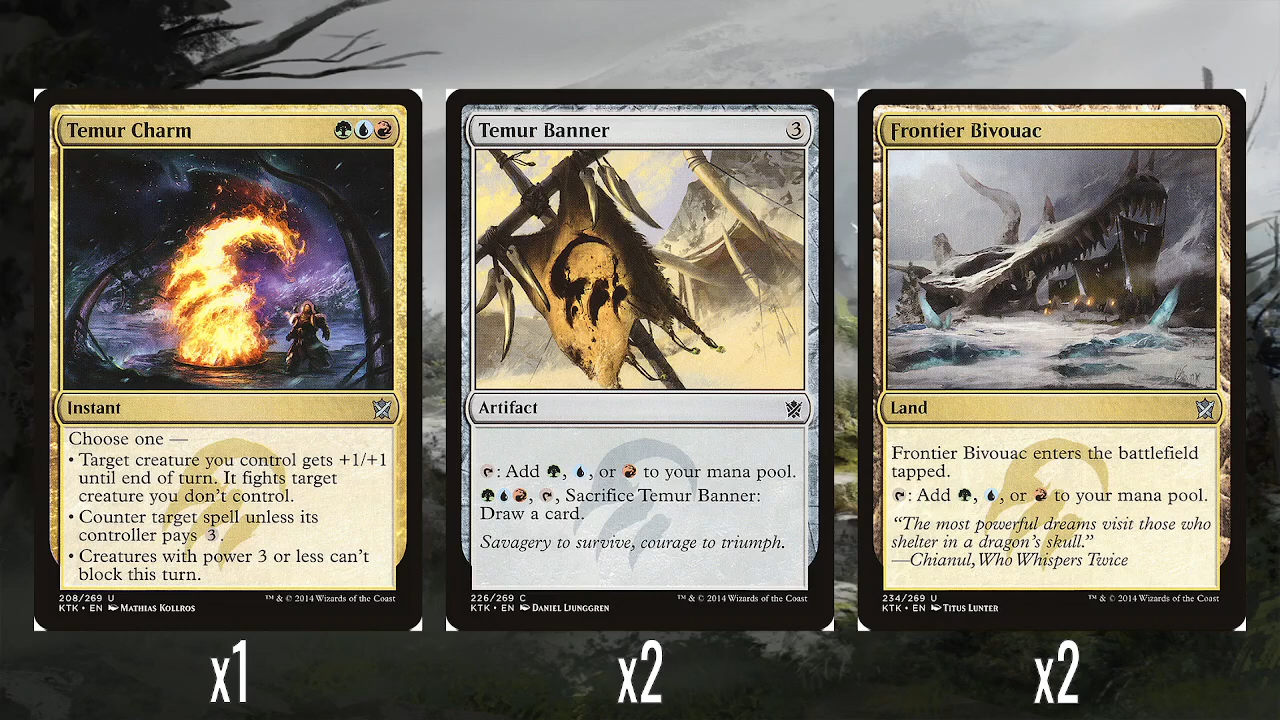 Temur Charm
Instant
Choose one —
• Target creature you control gets +1/+1
until end of turn. It fights target
creature you don't control.
• Counter target spell unless its
controller pays 3.
• Creatures with power 3 or less can't
block this turn.
208/269 U
KTK • EN Mathias Kollros
™ & © 2014 Wizards of the Coast
x1
Temur Banner 3
Artifact
: Add , , or to your mana pool.
, , Sacrifice Temur Banner:
Draw a card.
Savagery to survive, courage to triumph.
226/269 C
KTK • EN Daniel Ljunggren
™ & © 2014 Wizards of the Coast
x2
Frontier Bivouac
Land
Frontier Bivouac enters the battlefield
tapped.
: Add , , or to your mana pool.
“The most powerful dreams visit those who
shelter in a dragon's skull.”
—Chianul, Who Whispers Twice
234/269 U
KTK • EN Titus Lunter
™ & © 2014 Wizards of the Coast
x2